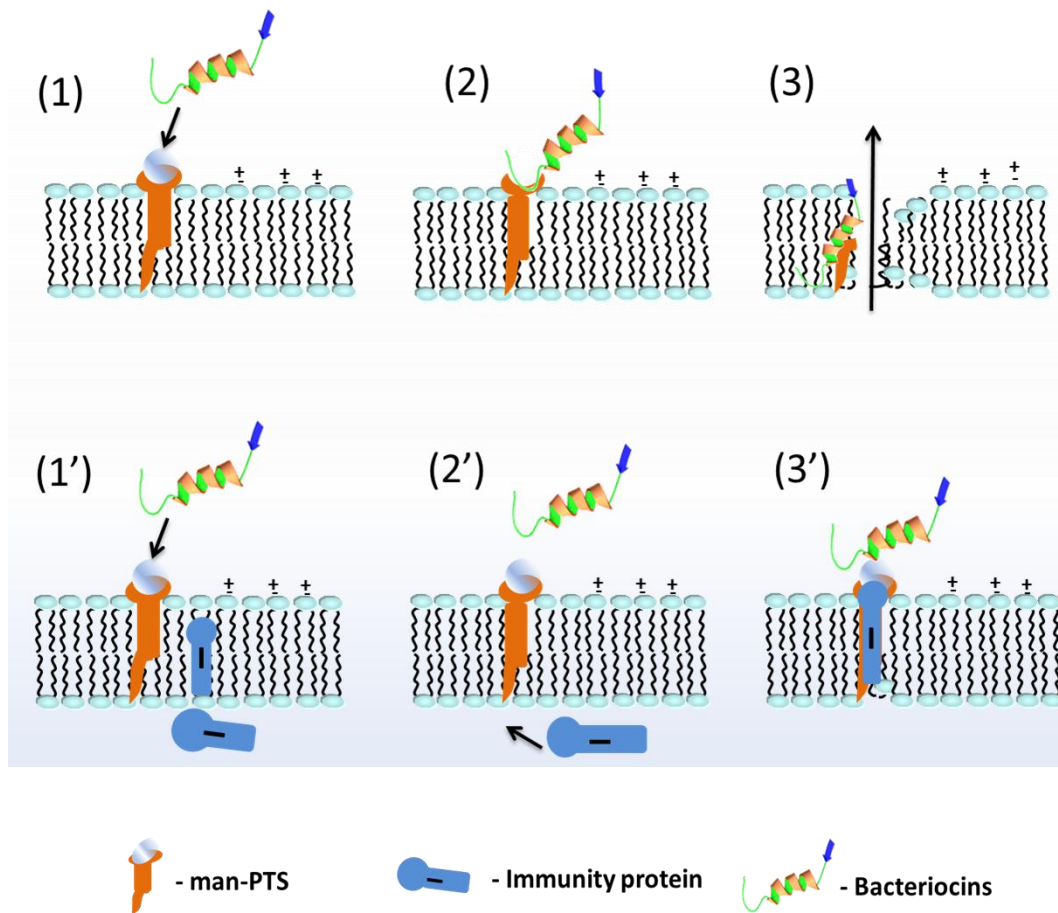 (1)
(2)
(3)
+ + +
- - -
+ + +
- - -
+ + +
- - -
(1')
(2')
(3')
+ + +
- - -
+ + +
- - -
+ + +
- - -
- man-PTS
- Immunity protein
- Bacteriocins